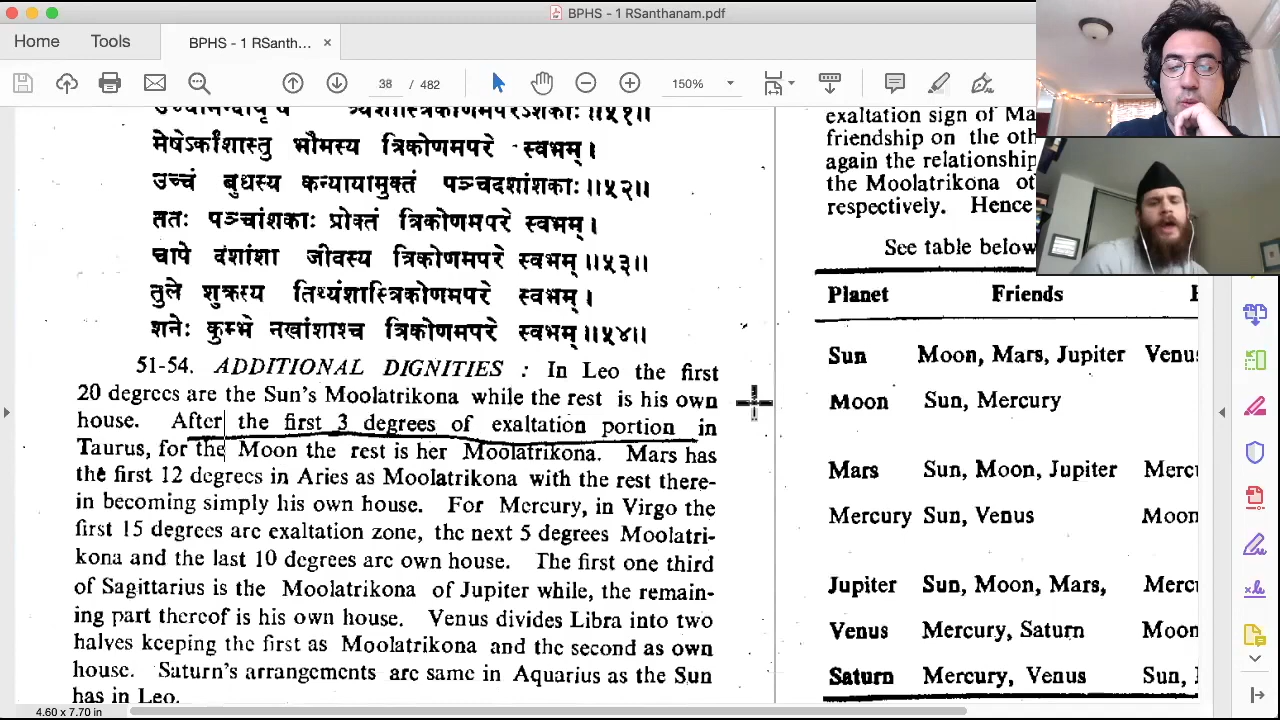 BPHS - 1 RSanthanam.pdf
Home
Tools
BPHS - 1 RSanth...
38 / 482
150%
मेषेऽर्कांशास्तु भौमस्य त्रिकोणमपरे स्वभम् ।
उच्चं बुधस्य कन्यायामुक्तं पञ्चदशांशकाः ॥५२॥
ततः पञ्चांशकाः प्रोक्तं त्रिकोणमपरे स्वभम् ।
चापे दशांशा जीवस्य त्रिकोणमपरे स्वभम् ॥५३॥
तुले शुक्रस्य तिथ्यंशास्त्रिकोणमपरे स्वभम् ।
शनेः कुम्भे नखांशाश्च त्रिकोणमपरे स्वभम् ॥५४॥
51-54. ADDITIONAL DIGNITIES : In Leo the first
20 degrees are the Sun's Moolatrikona while the rest is his own
house. After the first 3 degrees of exaltation portion in
Taurus, for the Moon the rest is her Moolatrikona. Mars has
the first 12 degrees in Aries as Moolatrikona with the rest there-
in becoming simply his own house. For Mercury, in Virgo the
first 15 degrees are exaltation zone, the next 5 degrees Moolatri-
kona and the last 10 degrees are own house. The first one third
of Sagittarius is the Moolatrikona of Jupiter while, the remain-
ing part thereof is his own house. Venus divides Libra into two
halves keeping the first as Moolatrikona and the second as own
house. Saturn's arrangements are same in Aquarius as the Sun
has in Leo.
exaltation sign of Ma
friendship on the oth
again the relationship
the Moolatrikona ot
respectively. Hence
See table below
Planet Friends E
Sun Moon, Mars, Jupiter Venus
Moon Sun, Mercury
Mars Sun, Moon, Jupiter Merc
Mercury Sun, Venus Moon
Jupiter Sun, Moon, Mars, Merc
Venus Mercury, Saturn Moon
Saturn Mercury, Venus Sun,
4.60 x 7.70 in